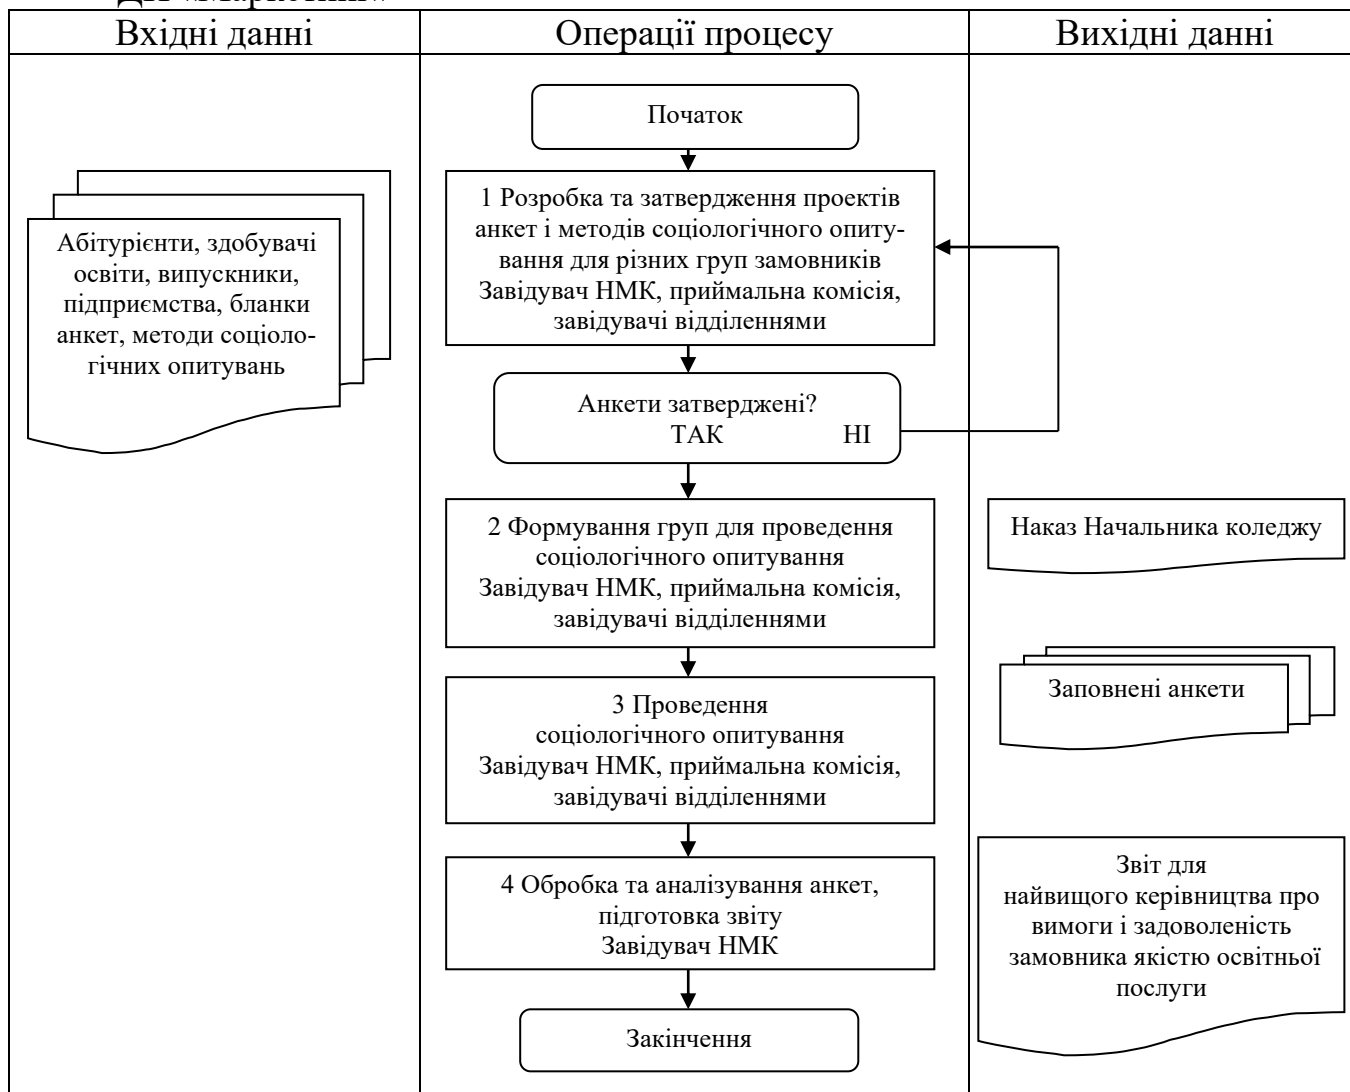 Вхідні данні
Операції процесу
Вихідні данні
Початок
1 Розробка та затвердження проектів
анкет і методів соціологічного опиту-
вання для різних груп замовників
Завідувач НМК, приймальна комісія,
завідувачі відділеннями
Абітурієнти, здобувачі
освіти, випускники,
підприємства, бланки
анкет, методи соціоло-
гічних опитувань
Анкети затверджені?
ТАК НІ
2 Формування груп для проведення
соціологічного опитування
Завідувач НМК, приймальна комісія,
завідувачі відділеннями
Наказ Начальника коледжу
3 Проведення
соціологічного опитування
Завідувач НМК, приймальна комісія,
завідувачі відділеннями
Заповнені анкети
4 Обробка та аналізування анкет,
підготовка звіту
Завідувач НМК
Звіт для
найвищого керівництва про
вимоги і задоволеність
замовника якістю освітньої
послуги
Закінчення